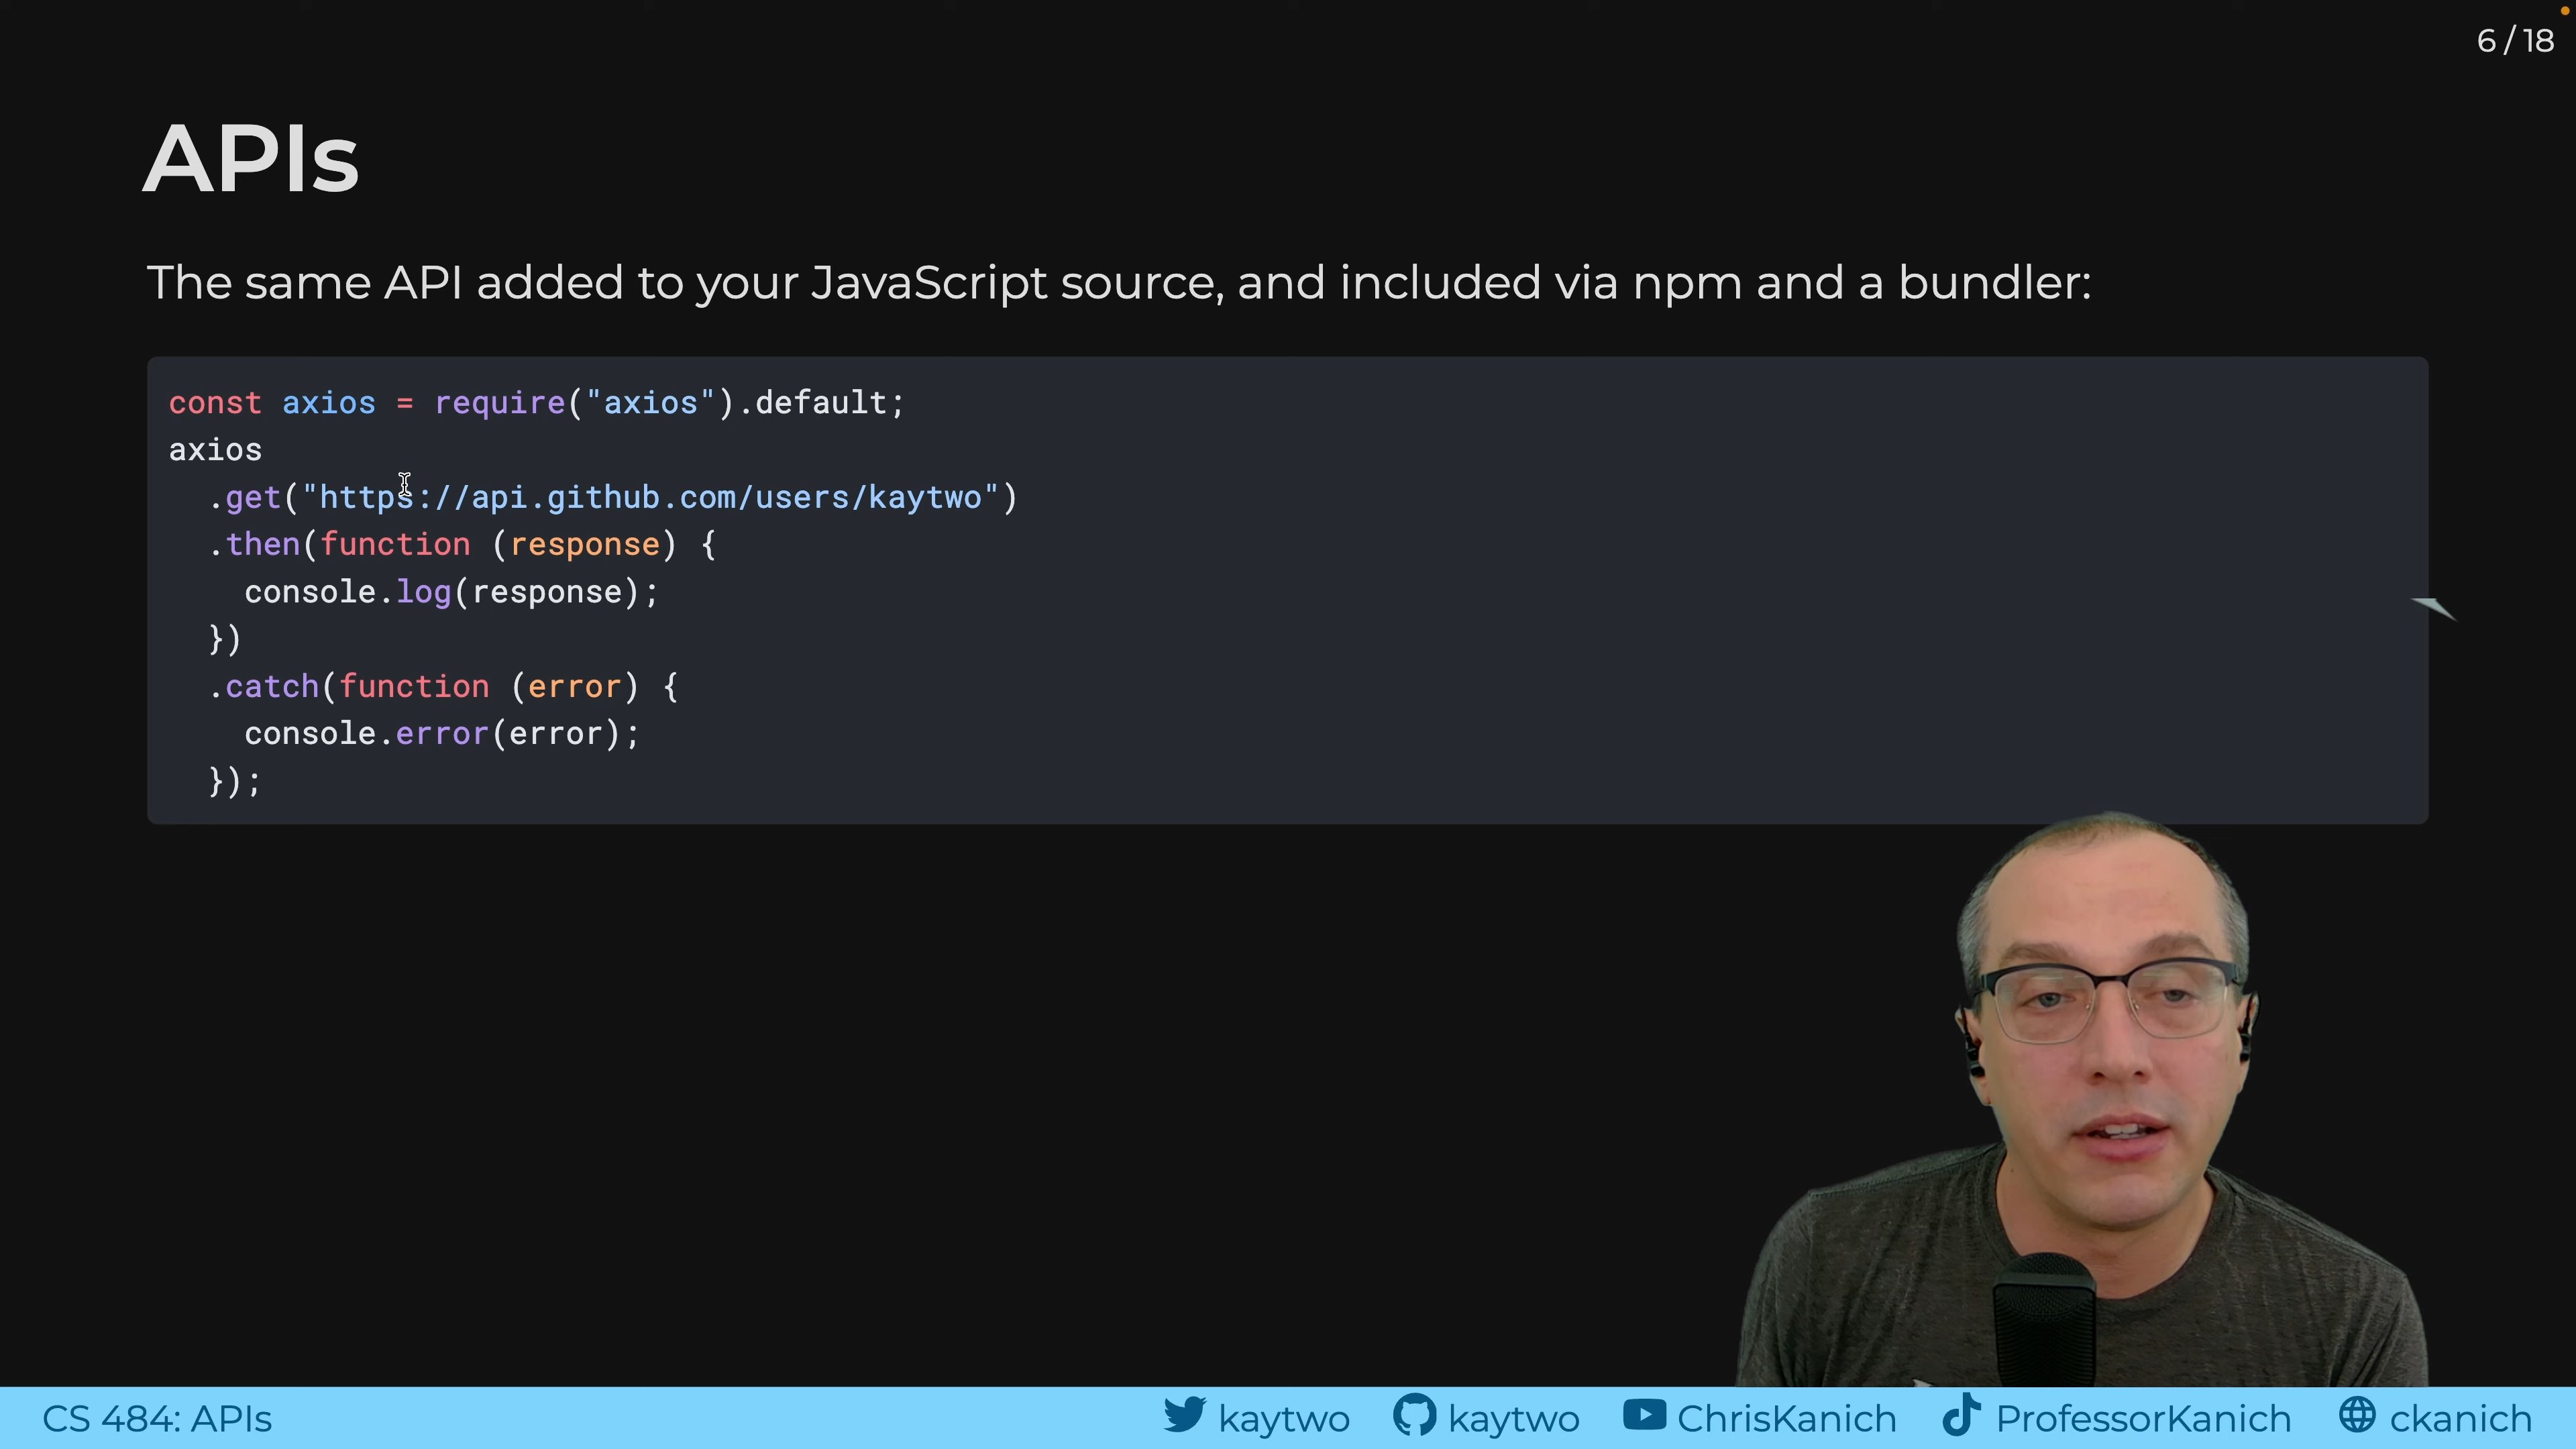 6 / 18
APIs
The same API added to your JavaScript source, and included via npm and a bundler:
const axios = require("axios").default;
axios
  .get("https://api.github.com/users/kaytwo")
  .then(function (response) {
    console.log(response);
  })
  .catch(function (error) {
    console.error(error);
  });
CS 484: APIs kaytwo kaytwo ChrisKanich ProfessorKanich ckanich